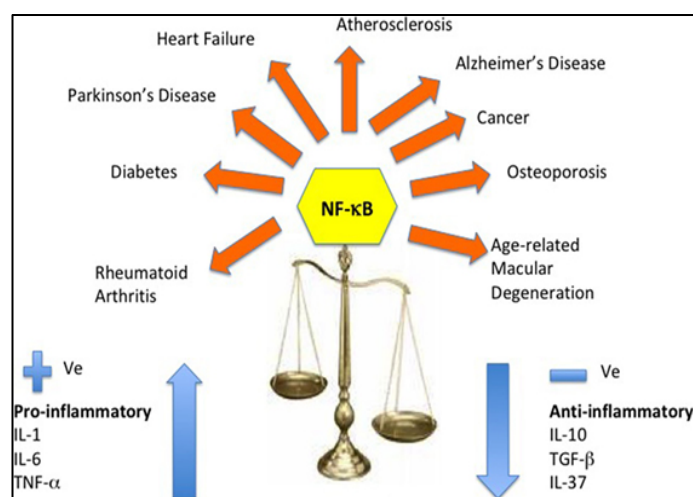 Atherosclerosis
Heart Failure
Alzheimer's Disease
Parkinson's Disease
Cancer
Diabetes
Osteoporosis
NF-κB
Rheumatoid
Arthritis
Age-related
Macular
Degeneration
Ve
Pro-inflammatory
IL-1
IL-6
TNF-α
Ve
Anti-inflammatory
IL-10
TGF-β
IL-37